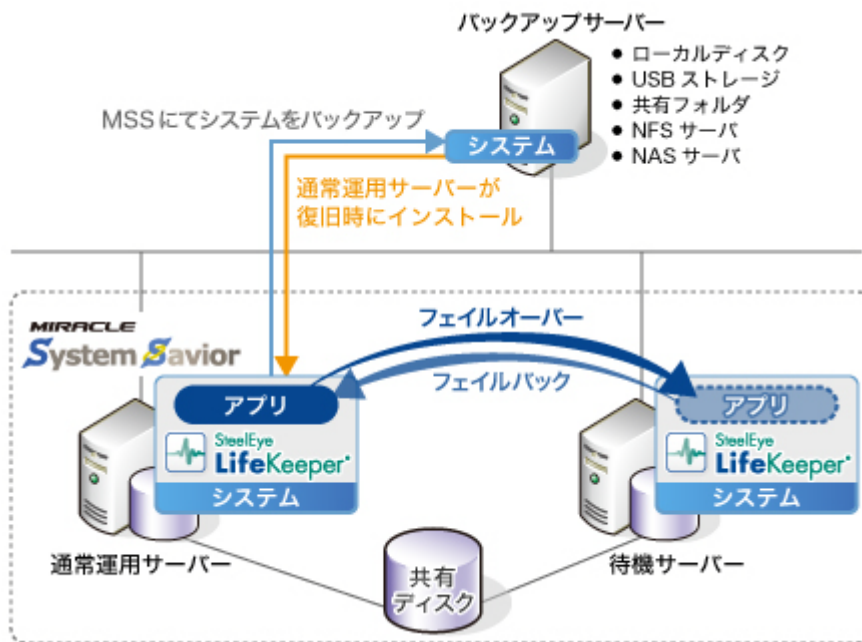 バックアップサーバー
● ローカルディスク
● USB ストレージ
● 共有フォルダ
● NFS サーバ
● NAS サーバ
MSSにてシステムをバックアップ
システム
通常運用サーバーが
復旧時にインストール
MIRACLE
System Savior
フェイルオーバー
フェイルバック
アプリ
SteelEye
LifeKeeper
システム
アプリ
SteelEye
LifeKeeper
システム
通常運用サーバー
待機サーバー
共有
ディスク